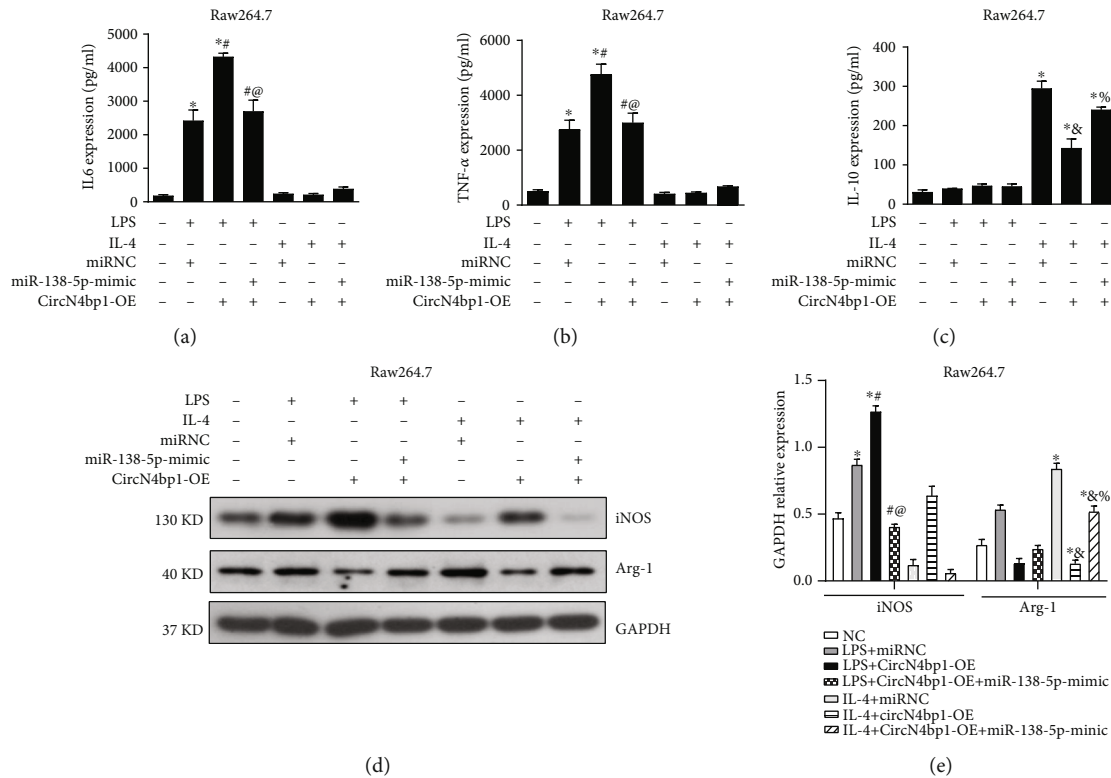 Raw264.7
IL6 expression (pg/ml)
5000
4000
3000
2000
1000
0
*
*#
#@
LPS – + + + – – –
IL-4 – – – – + + +
miRNC – + – – + – –
miR-138-5p-mimic – – – + – – +
CircN4bp1-OE – – + + – + +
(a)
Raw264.7
TNF-α expression (pg/ml)
6000
4000
2000
0
*
*#
#@
LPS – + + + – – –
IL-4 – – – – + + +
miRNC – + – – + – –
miR-138-5p-mimic – – – + – – +
CircN4bp1-OE – – + + – + +
(b)
Raw264.7
IL-10 expression (pg/ml)
400
300
200
100
0
*
*&
*%
LPS – + + + – – –
IL-4 – – – – + + +
miRNC – + – – + – –
miR-138-5p-mimic – – – + – – +
CircN4bp1-OE – – + + – + +
(c)
Raw264.7
LPS – + + + – – –
IL-4 – – – – + + +
miRNC – + – – + – –
miR-138-5p-mimic – – – + – – +
CircN4bp1-OE – – + + – + +
130 KD iNOS
40 KD Arg-1
37 KD GAPDH
(d)
Raw264.7
GAPDH relative expression
1.5
1.0
0.5
0.0
*
*#
#@
*
*&
*&%
iNOS Arg-1
NC
LPS+miRNC
LPS+CircN4bp1-OE
LPS+CircN4bp1-OE+miR-138-5p-mimic
IL-4+miRNC
IL-4+circN4bp1-OE
IL-4+CircN4bp1-OE+miR-138-5p-minic
(e)